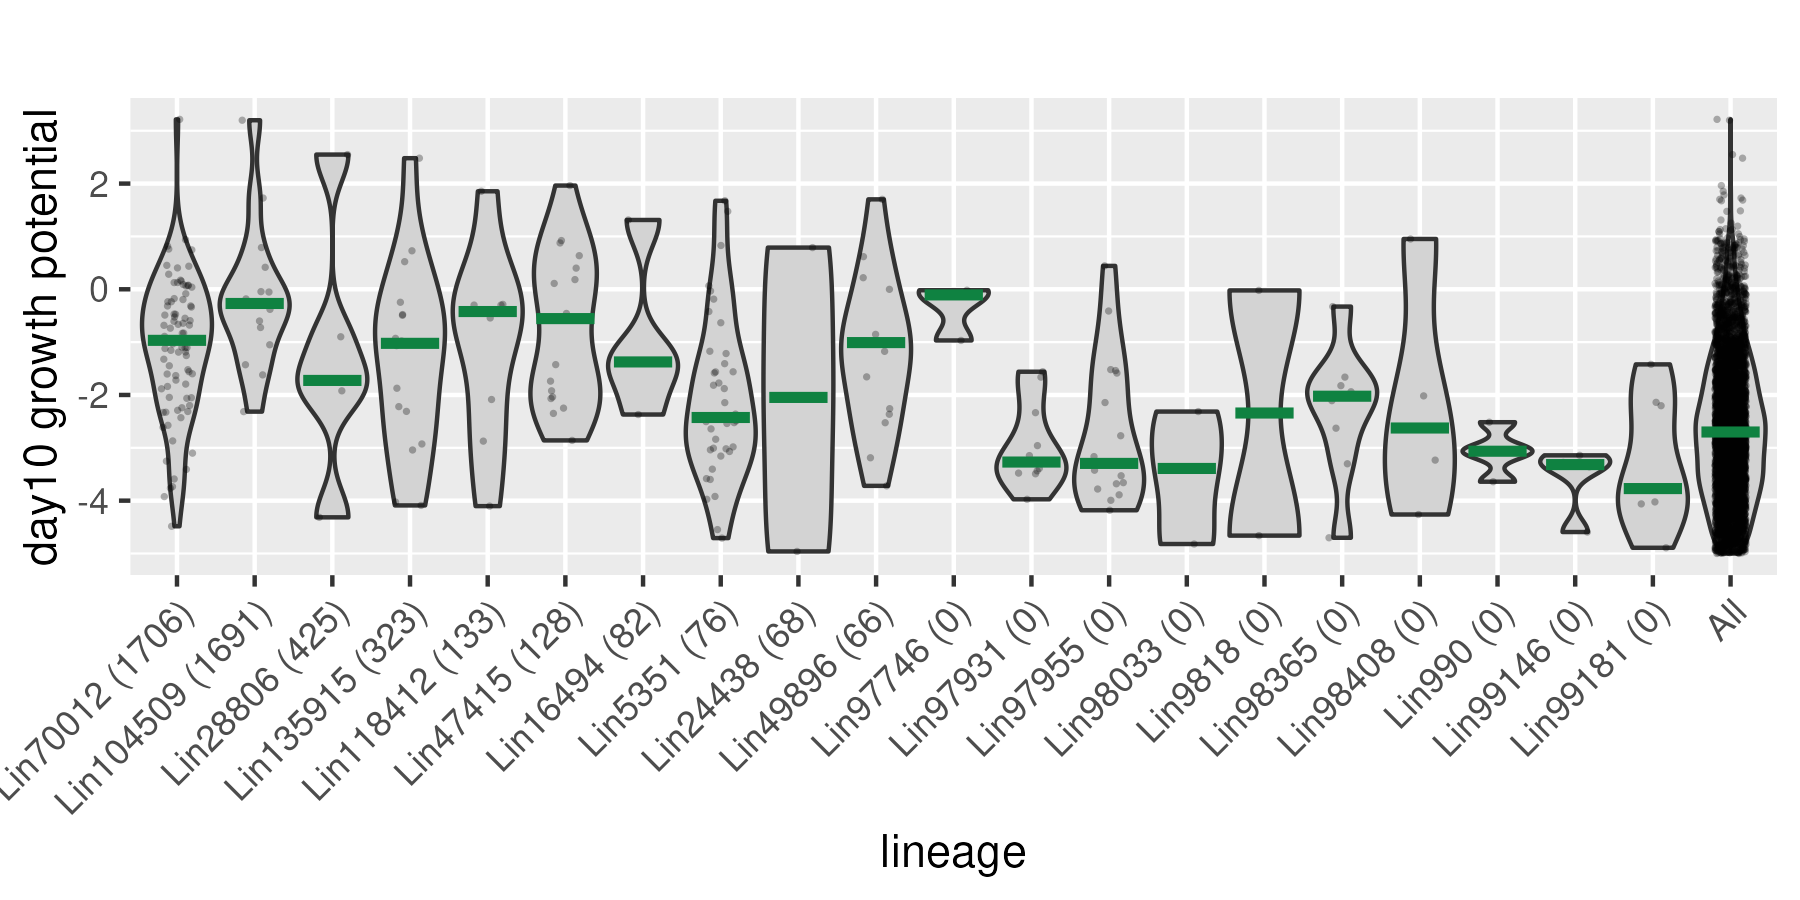 day10 growth potential
2
0
-2
-4
Lin70012 (1706)
Lin104509 (1691)
Lin28806 (425)
Lin135915 (323)
Lin118412 (133)
Lin47415 (128)
Lin16494 (82)
Lin5351 (76)
Lin24438 (68)
Lin49896 (66)
Lin97746 (0)
Lin97931 (0)
Lin97955 (0)
Lin98033 (0)
Lin9818 (0)
Lin98365 (0)
Lin98408 (0)
Lin990 (0)
Lin99146 (0)
Lin99181 (0)
All
lineage